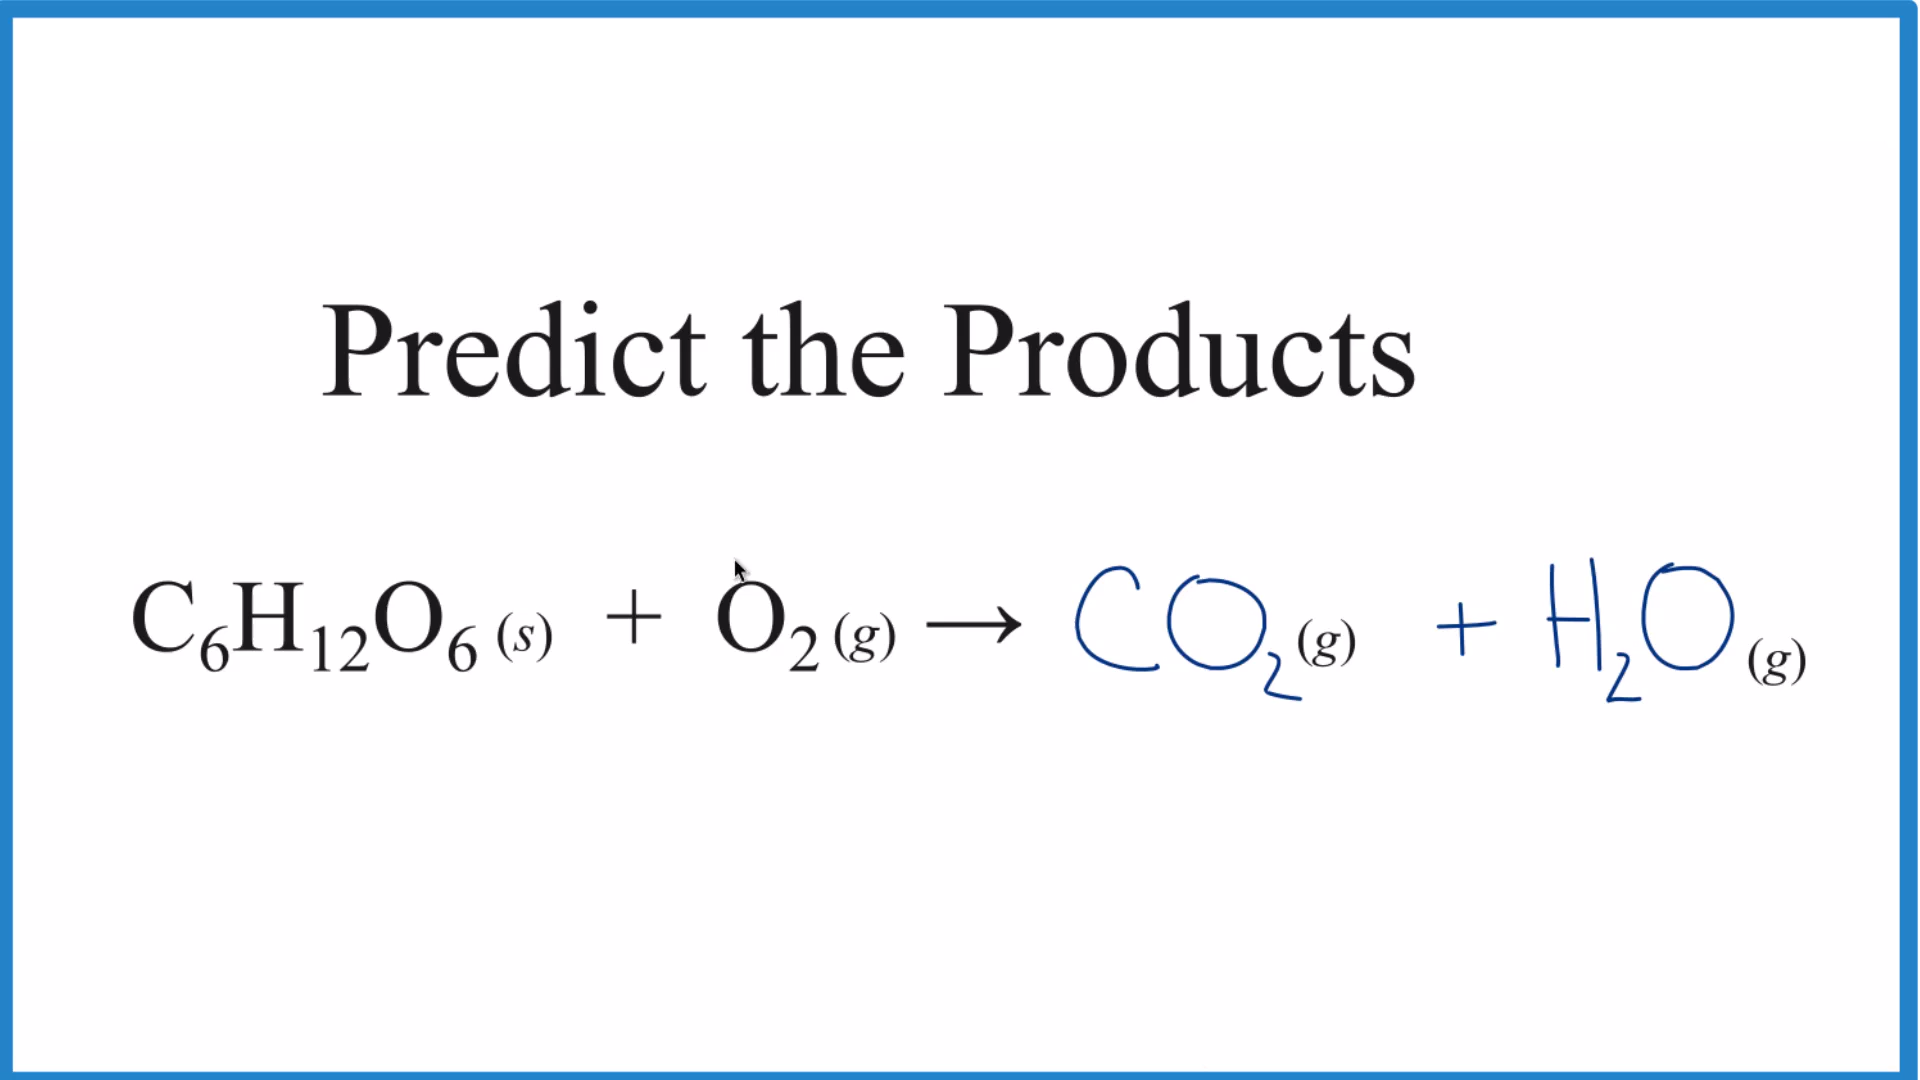 Predict the Products
C₆H₁₂O₆ (s) + O₂ (g) → CO₂ (g) + H₂O (g)